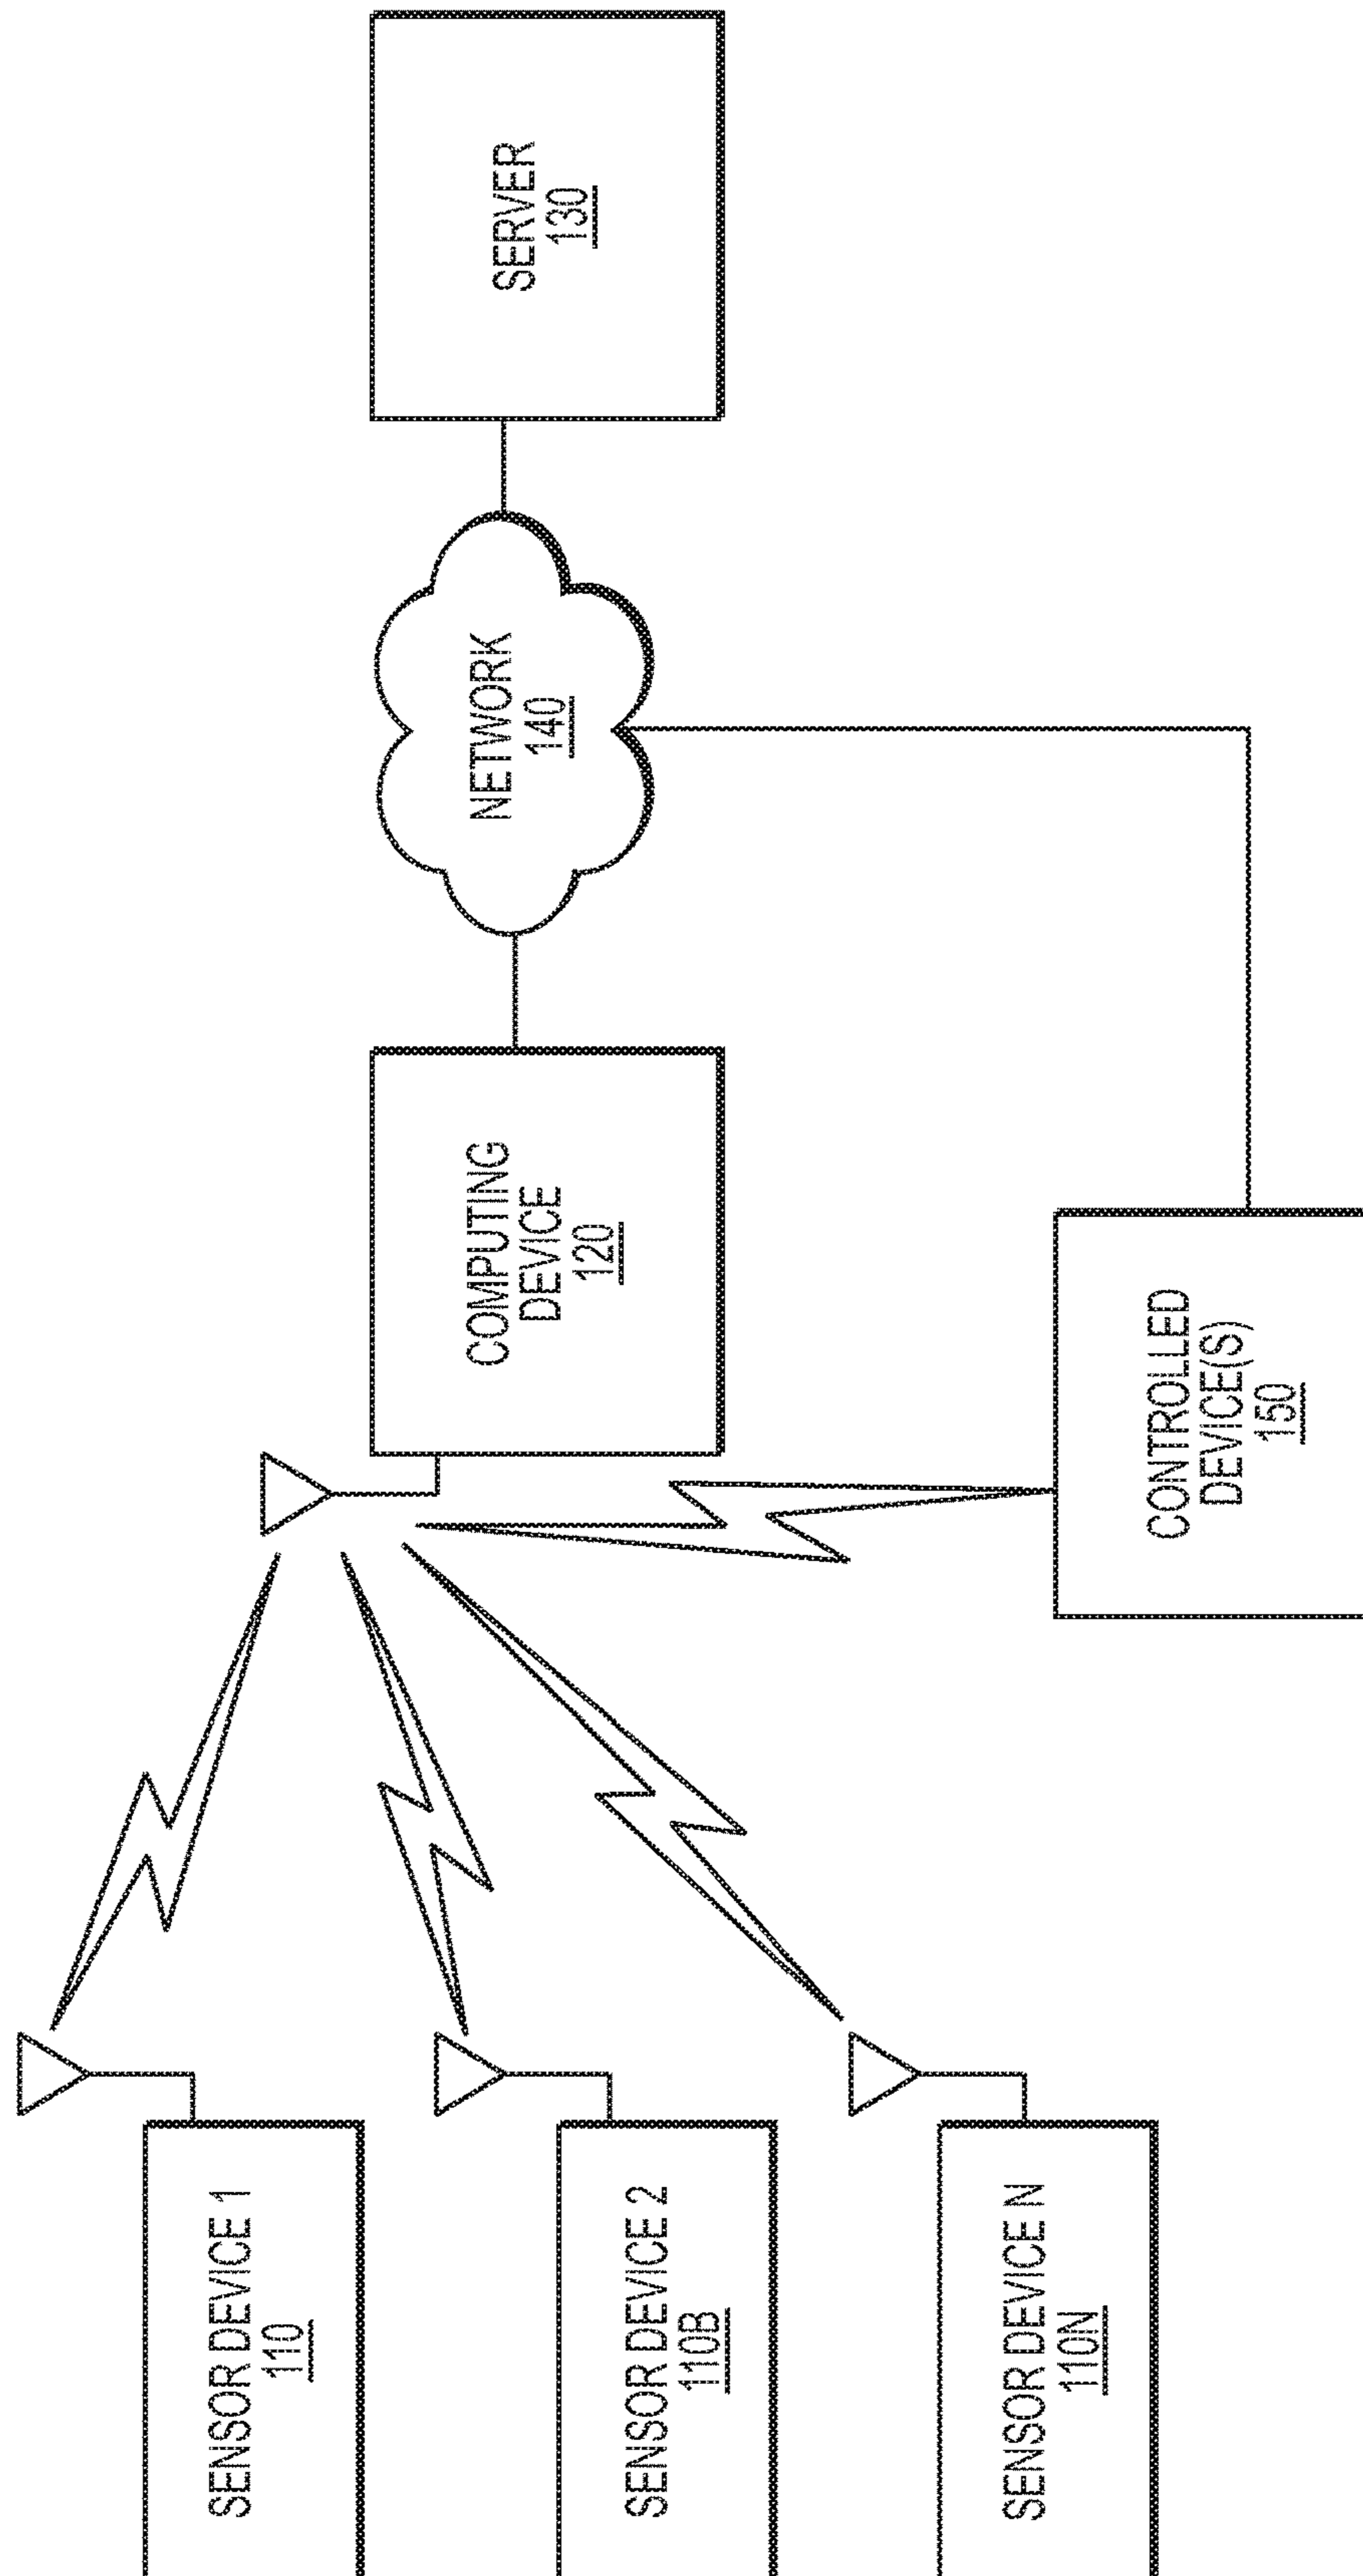 SENSOR DEVICE 1
110
SENSOR DEVICE 2
110B
SENSOR DEVICE N
110N
COMPUTING
DEVICE
120
CONTROLLED
DEVICE(S)
150
NETWORK
140
SERVER
130